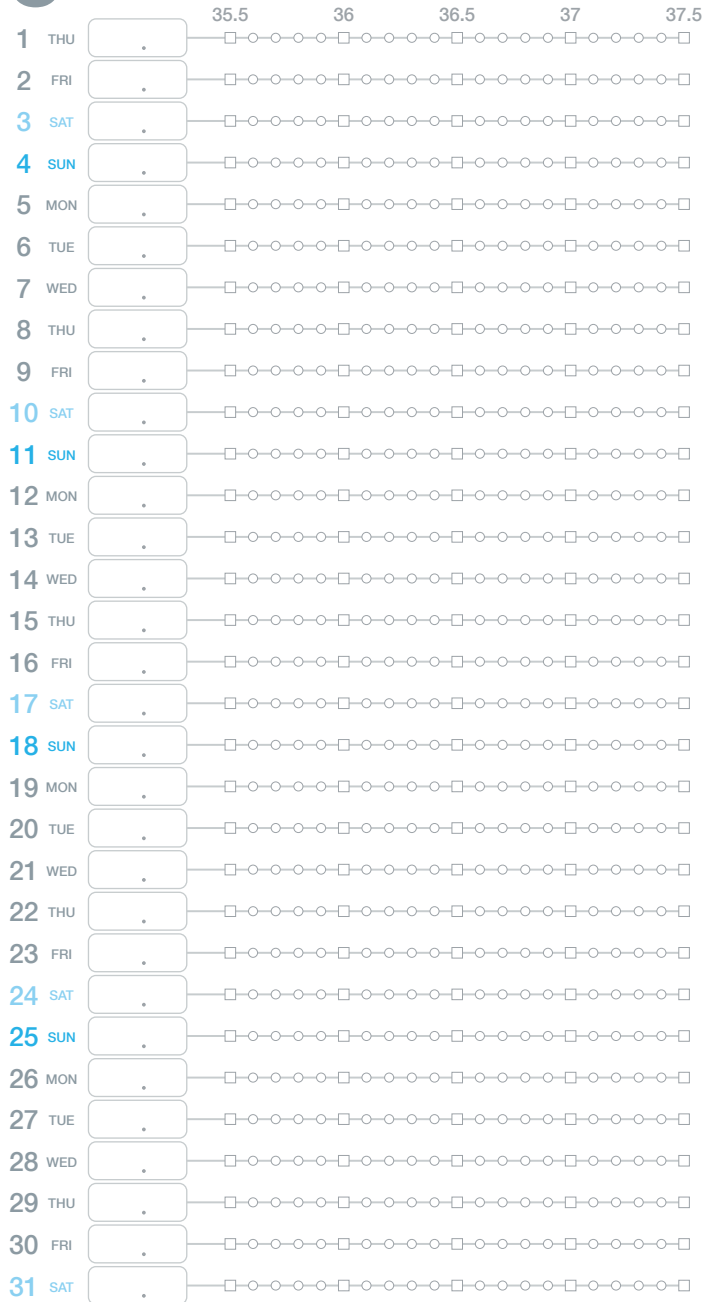 35.5 36 36.5 37 37.5
1 THU .
2 FRI .
3 SAT .
4 SUN .
5 MON .
6 TUE .
7 WED .
8 THU .
9 FRI .
10 SAT .
11 SUN .
12 MON .
13 TUE .
14 WED .
15 THU .
16 FRI .
17 SAT .
18 SUN .
19 MON .
20 TUE .
21 WED .
22 THU .
23 FRI .
24 SAT .
25 SUN .
26 MON .
27 TUE .
28 WED .
29 THU .
30 FRI .
31 SAT .